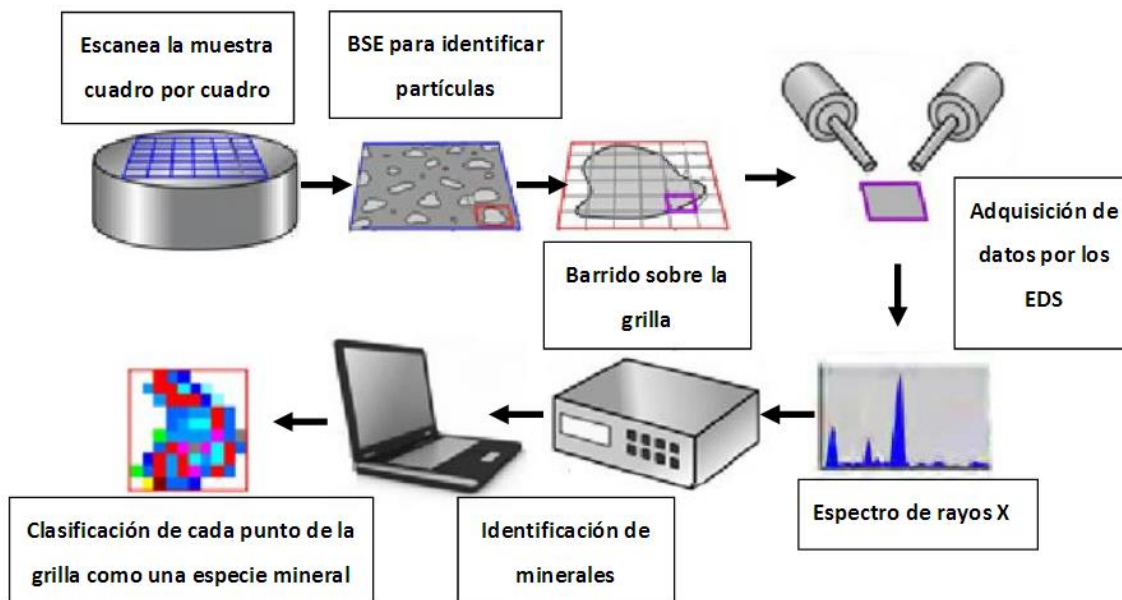 Escanea la muestra
cuadro por cuadro
BSE para identificar
partículas
Barrido sobre la
grilla
Adquisición de
datos por los
EDS
Espectro de rayos X
Identificación de
minerales
Clasificación de cada punto de la
grilla como una especie mineral